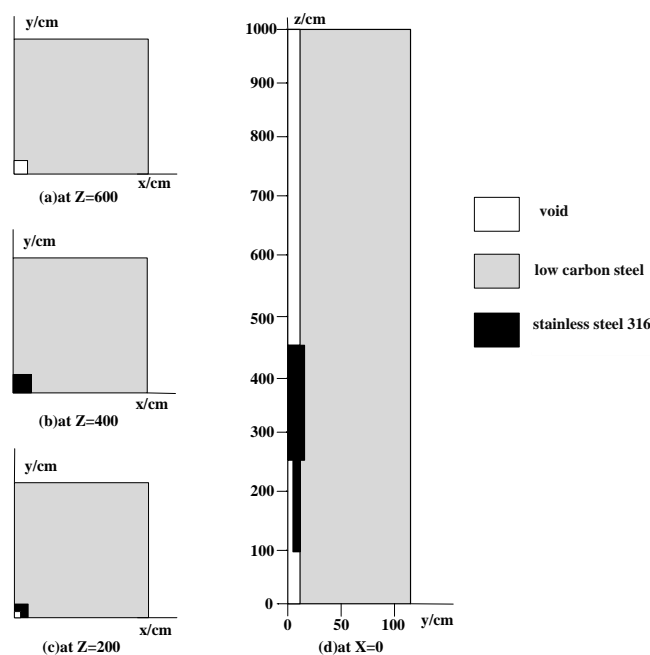 y/cm
x/cm
(a)at Z=600
y/cm
x/cm
(b)at Z=400
y/cm
x/cm
(c)at Z=200
z/cm
1000
900
800
700
600
500
400
300
200
100
0
0 50 100 y/cm
(d)at X=0
void
low carbon steel
stainless steel 316